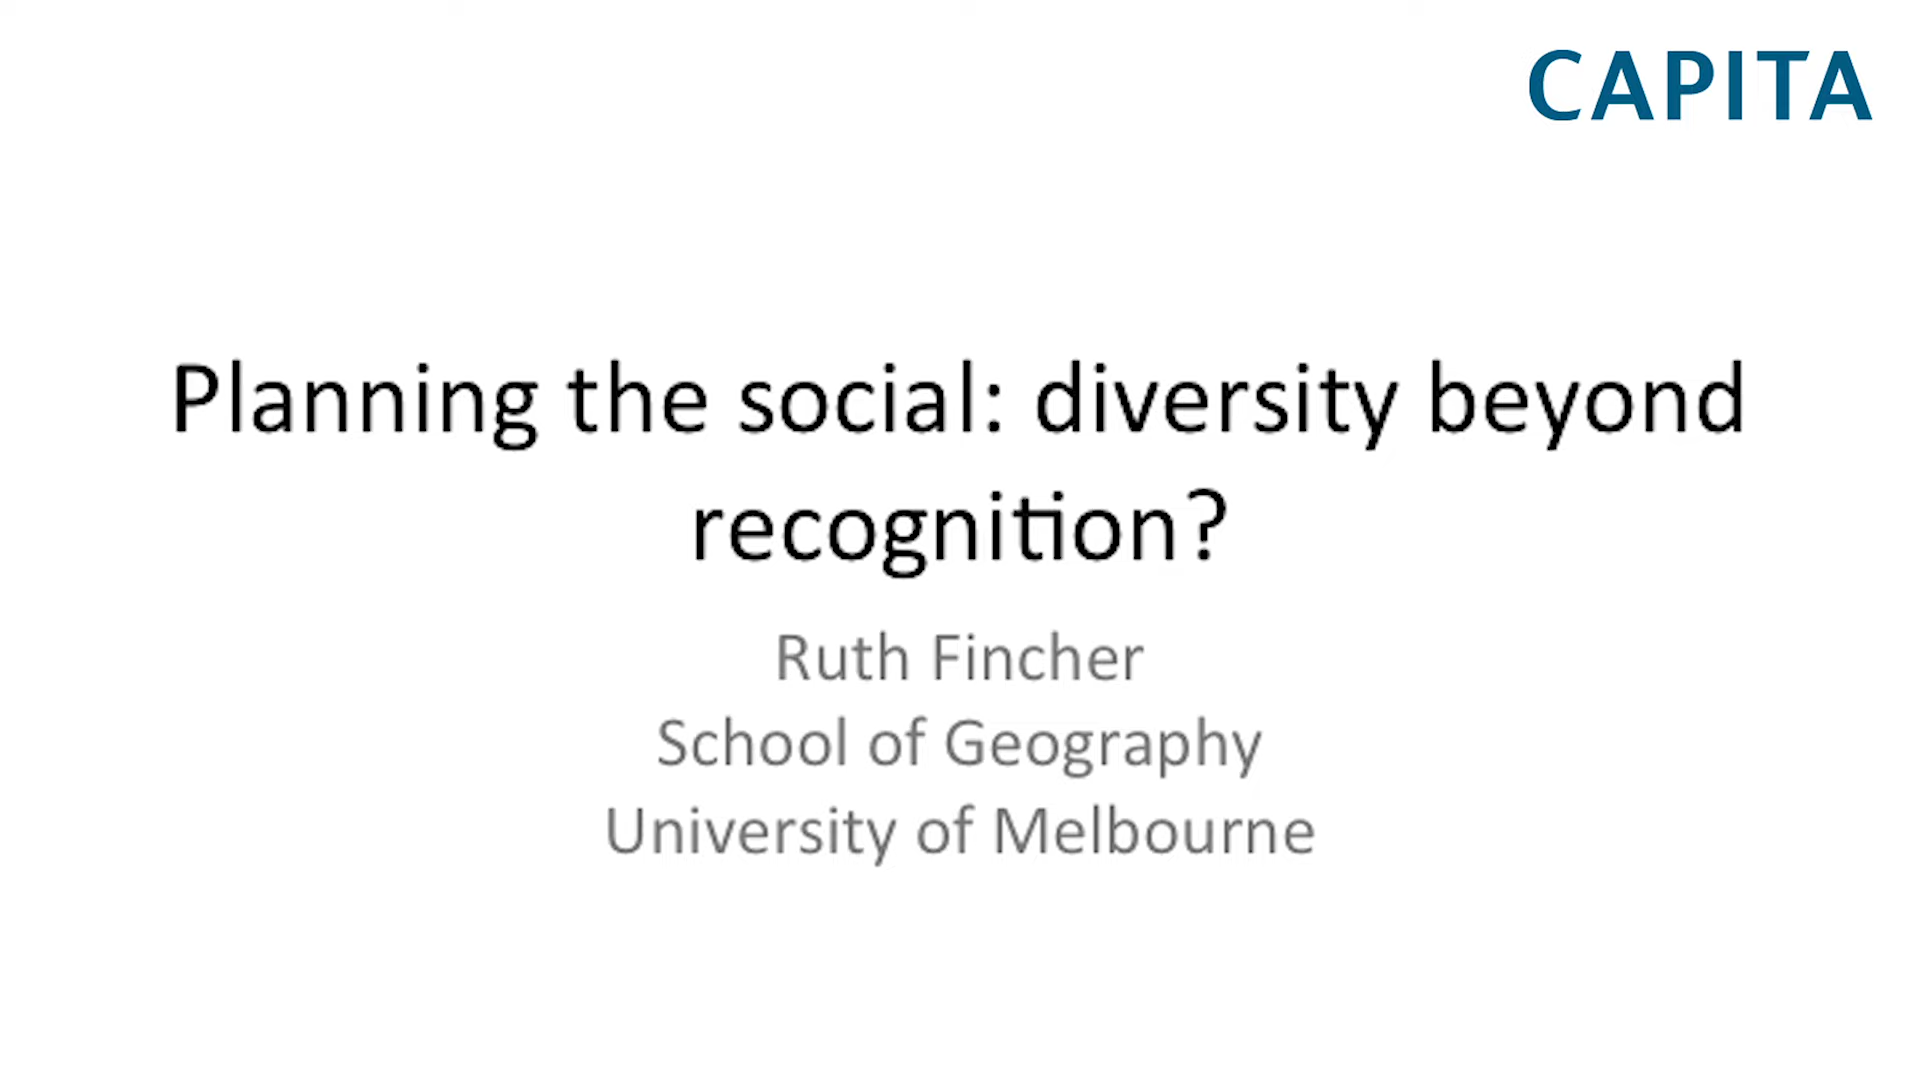 CAPITA
Planning the social: diversity beyond
recognition?
Ruth Fincher
School of Geography
University of Melbourne